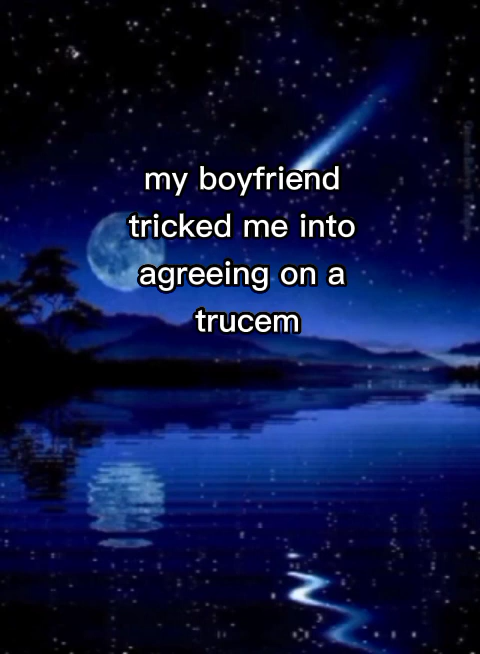 my boyfriend
tricked me into
agreeing on a
trucem